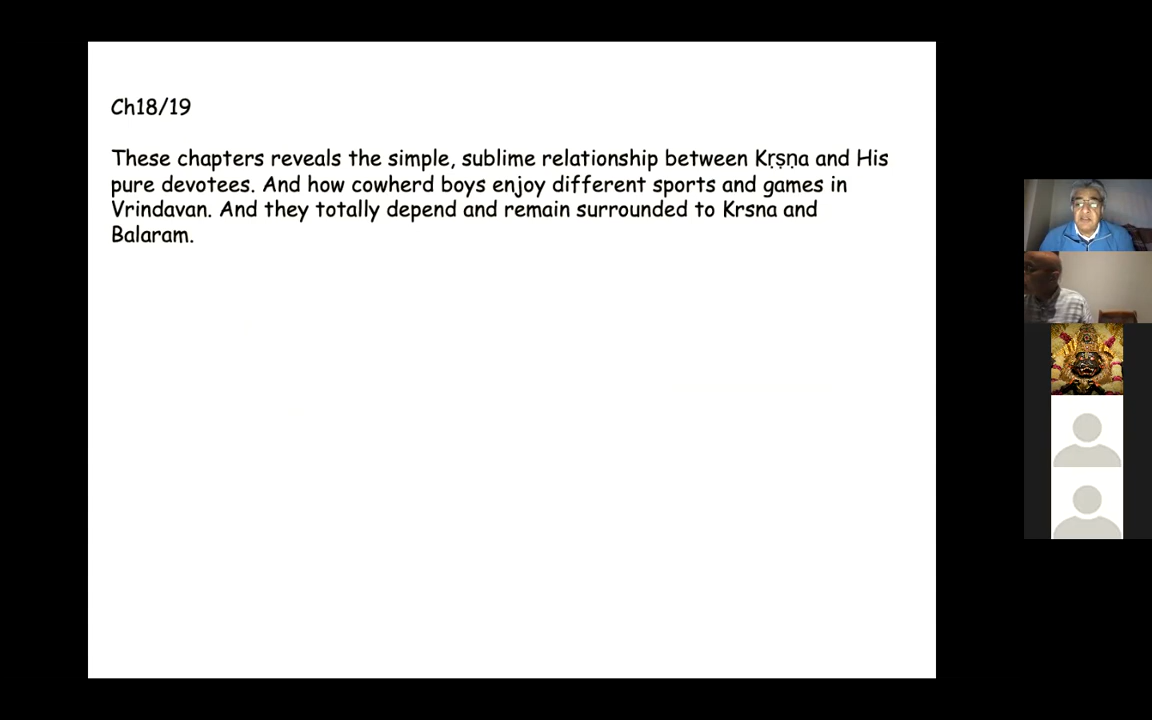 Ch18/19
These chapters reveals the simple, sublime relationship between Kṛṣṇa and His
pure devotees. And how cowherd boys enjoy different sports and games in
Vrindavan. And they totally depend and remain surrounded to Krsna and
Balaram.